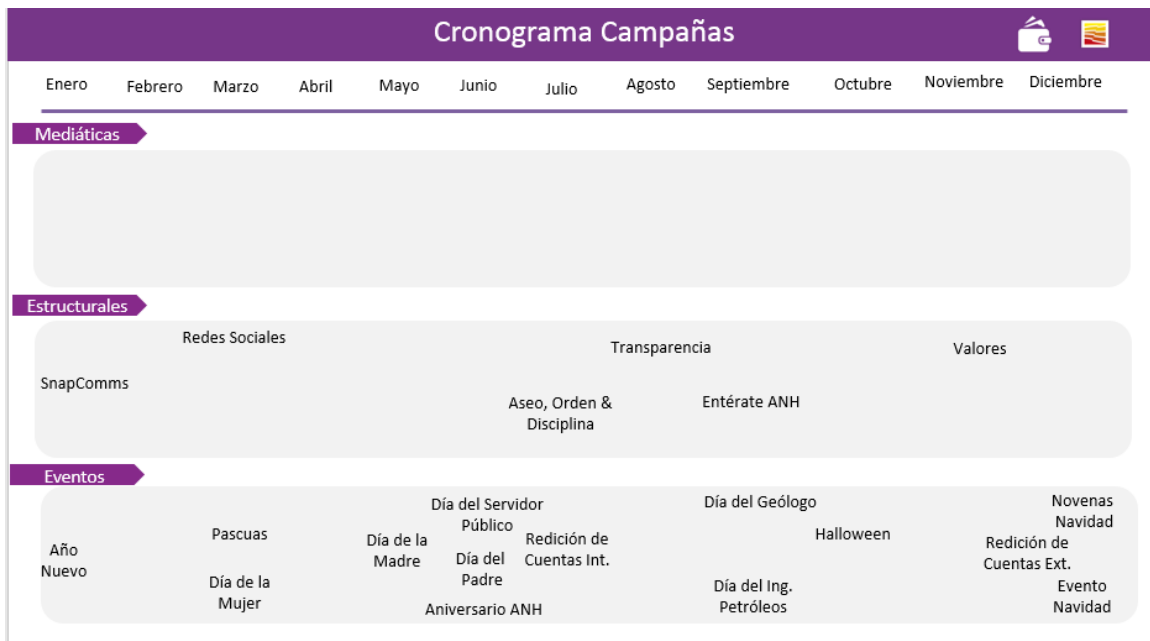 Cronograma Campañas
Enero Febrero Marzo Abril Mayo Junio Julio Agosto Septiembre Octubre Noviembre Diciembre
Mediáticas
Estructurales
Redes Sociales
Transparencia
Valores
SnapComms
Aseo, Orden &
Disciplina
Entérate ANH
Eventos
Año
Nuevo
Pascuas
Día de la
Mujer
Día de la
Madre
Día del Servidor
Público
Día del
Padre
Aniversario ANH
Redición de
Cuentas Int.
Día del Geólogo
Día del Ing.
Petróleos
Halloween
Novenas
Navidad
Redición de
Cuentas Ext.
Evento
Navidad